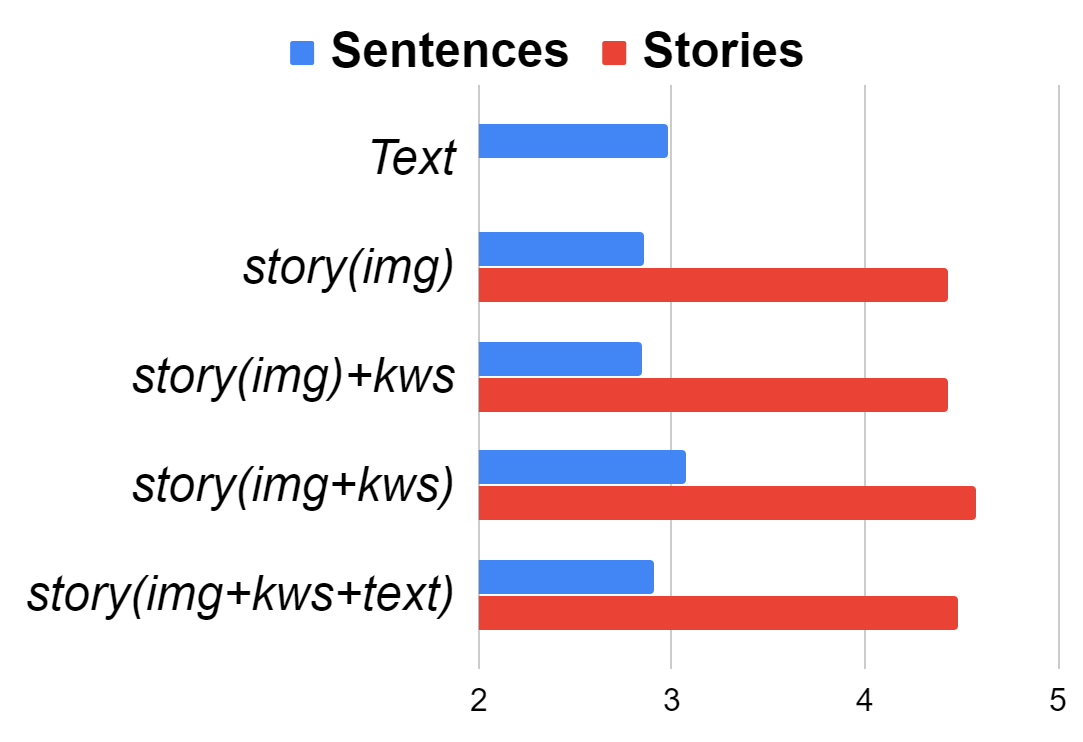 Sentences Stories
Text
story(img)
story(img)+kws
story(img+kws)
story(img+kws+text)
2 3 4 5